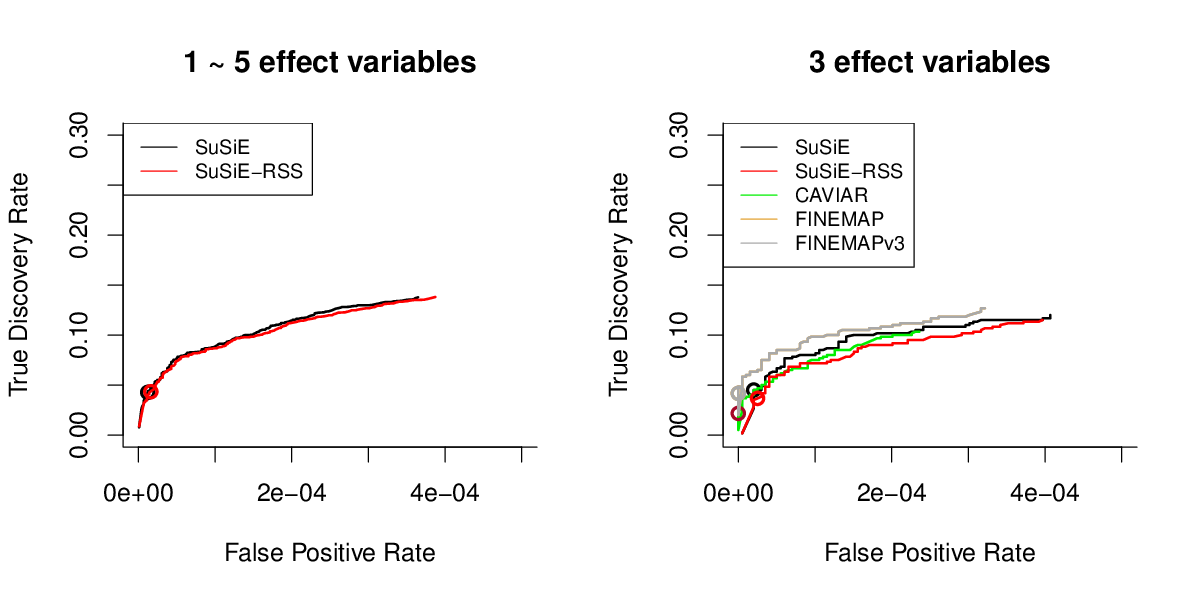 1 ~ 5 effect variables
True Discovery Rate
0.30
0.20
0.10
0.00
SuSiE
SuSiE−RSS
0e+00
2e−04
4e−04
False Positive Rate
3 effect variables
True Discovery Rate
0.30
0.20
0.10
0.00
SuSiE
SuSiE−RSS
CAVIAR
FINEMAP
FINEMAPv3
0e+00
2e−04
4e−04
False Positive Rate